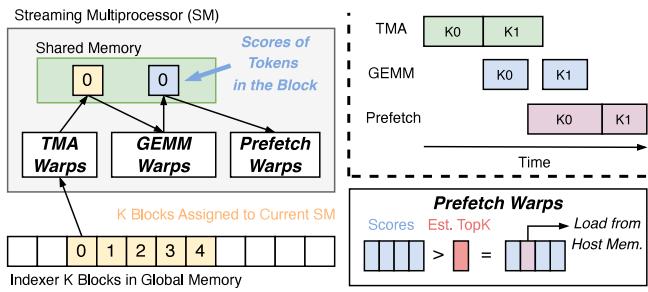 Streaming Multiprocessor (SM)
Shared Memory
0
0
Scores of
Tokens
in the Block
TMA
Warps
GEMM
Warps
Prefetch
Warps
K Blocks Assigned to Current SM
0 1 2 3 4
Indexer K Blocks in Global Memory
TMA
K0
K1
GEMM
K0
K1
Prefetch
K0
K1
Time
Prefetch Warps
Scores
Est. TopK
Load from
Host Mem.
>
=